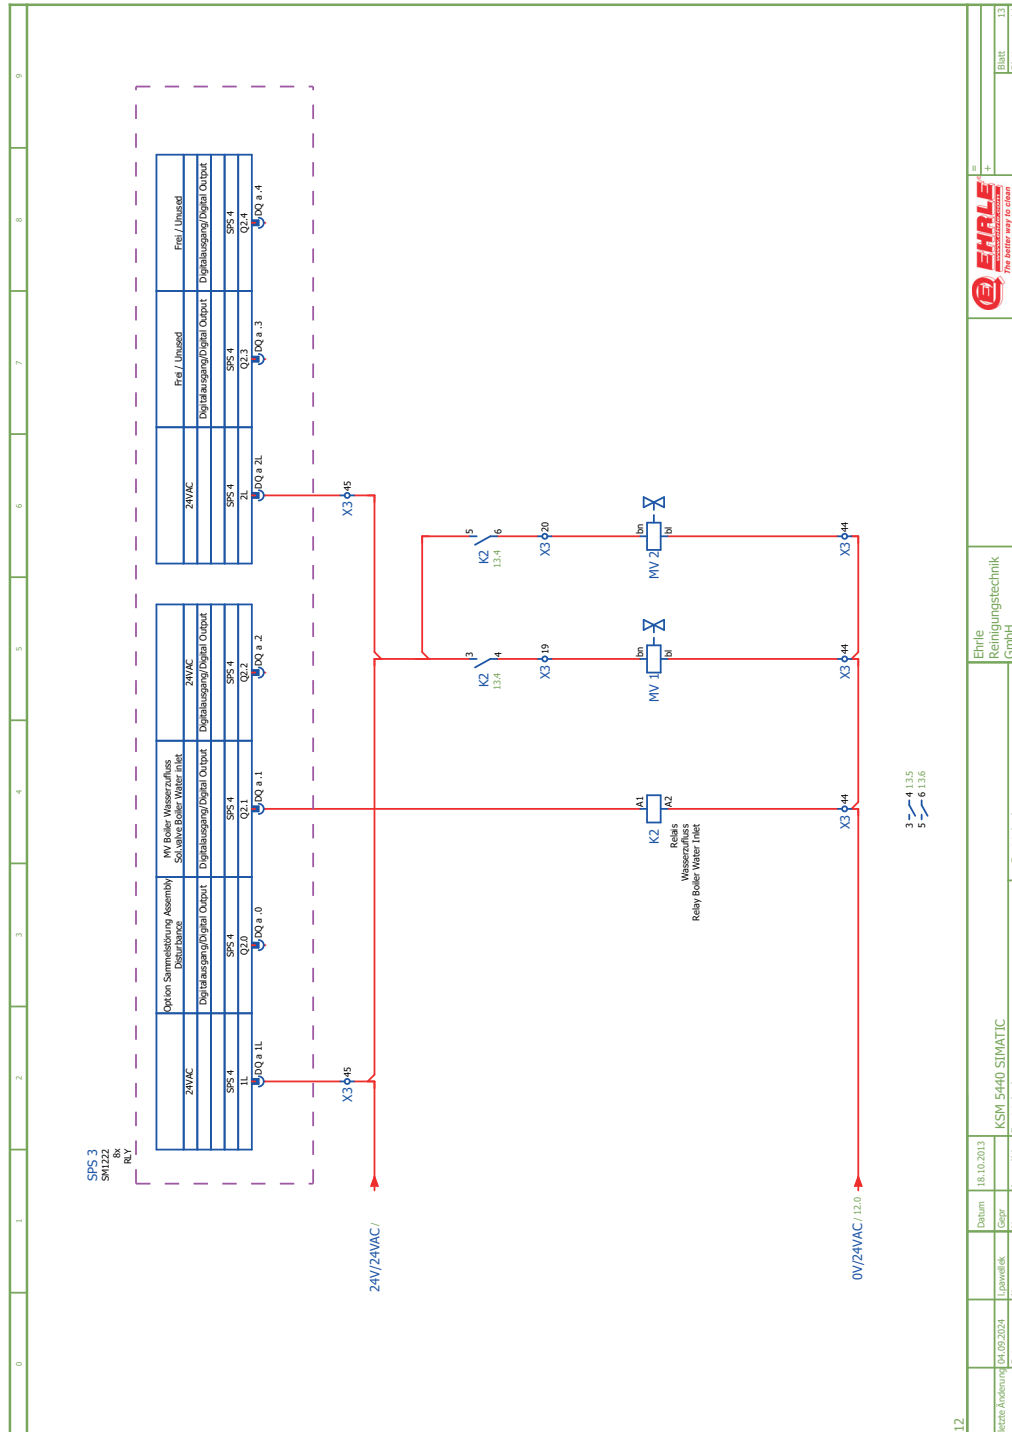 0
1
2
3
4
5
6
7
8
9
SPS 3
SM1222
8x
RLY
24VAC
SPS 4
1L
DQ a 1L
Option Sammelstörung Assembly
Disturbance
Digitalausgang/Digital Output
SPS 4
Q2.0
DQ a .0
MV Boiler Wasserzufluss
Sol.valve Boiler Water inlet
Digitalausgang/Digital Output
SPS 4
Q2.1
DQ a .1
24VAC
Digitalausgang/Digital Output
SPS 4
Q2.2
DQ a .2
24VAC
SPS 4
2L
DQ a 2L
Frei / Unused
Digitalausgang/Digital Output
SPS 4
Q2.3
DQ a .3
Frei / Unused
Digitalausgang/Digital Output
SPS 4
Q2.4
DQ a .4
X3 45
X3 45
24V/24VAC /
K2
13.4
3
4
K2
13.4
5
6
X3 19
X3 20
K2
A1
A2
Relais
Wasserzufluss
Relay Boiler Water Inlet
MV 1
bn
bl
MV 2
bn
bl
X3 44
X3 44
X3 44
0V/24VAC / 12.0
3 4 13.5
5 6 13.6
12
letzte Änderung 04.09.2024
I.pawellek
Datum 18.10.2013
Gepr
KSM 5440 SIMATIC
Ehrle
Reinigungstechnik
GmbH
E EHRLE
www.ehrle.com
The better way to clean
=
+
Blatt 13